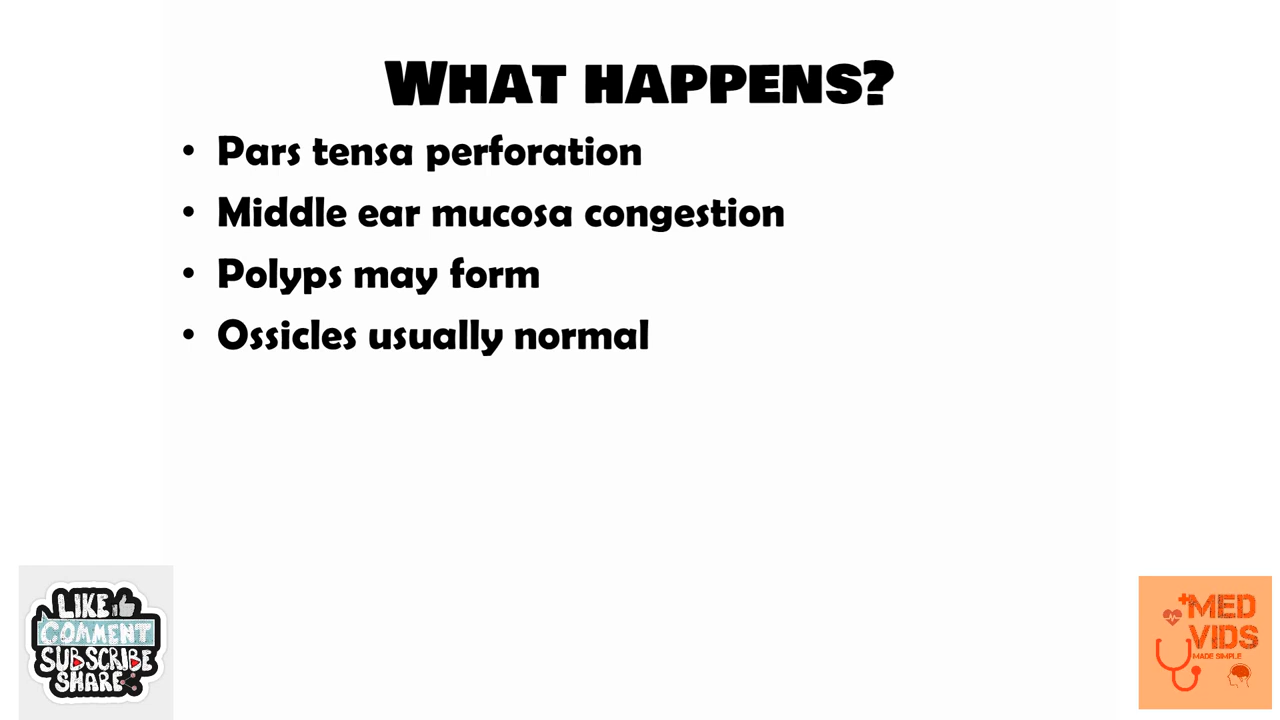 WHAT HAPPENS?
• Pars tensa perforation
• Middle ear mucosa congestion
• Polyps may form
• Ossicles usually normal
LIKE
COMMENT
SUBSCRIBE
SHARE
MED
VIDS
MADE SIMPLE